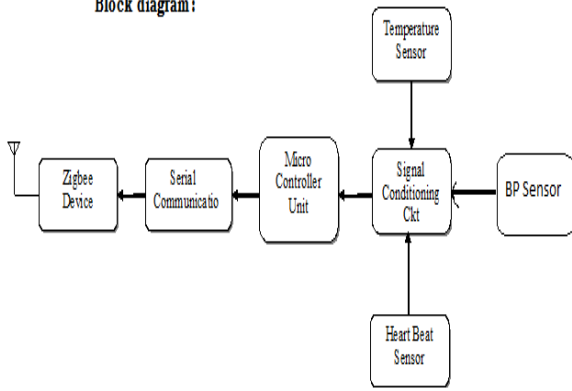 Block diagram:
Temperature
Sensor
Zigbee
Device
Serial
Communicatio
Micro
Controller
Unit
Signal
Conditioning
Ckt
BP Sensor
Heart Beat
Sensor